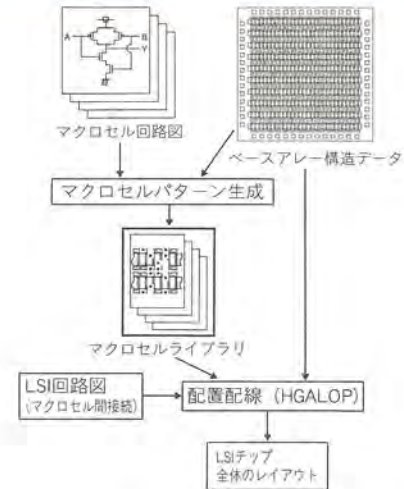 A
B
Y
マクロセル回路図
ベースアレー構造データ
マクロセルパターン生成
マクロセルライブラリ
LSI回路図
(マクロセル間接続)
配置配線 (HGALOP)
LSIチップ
全体のレイアウト